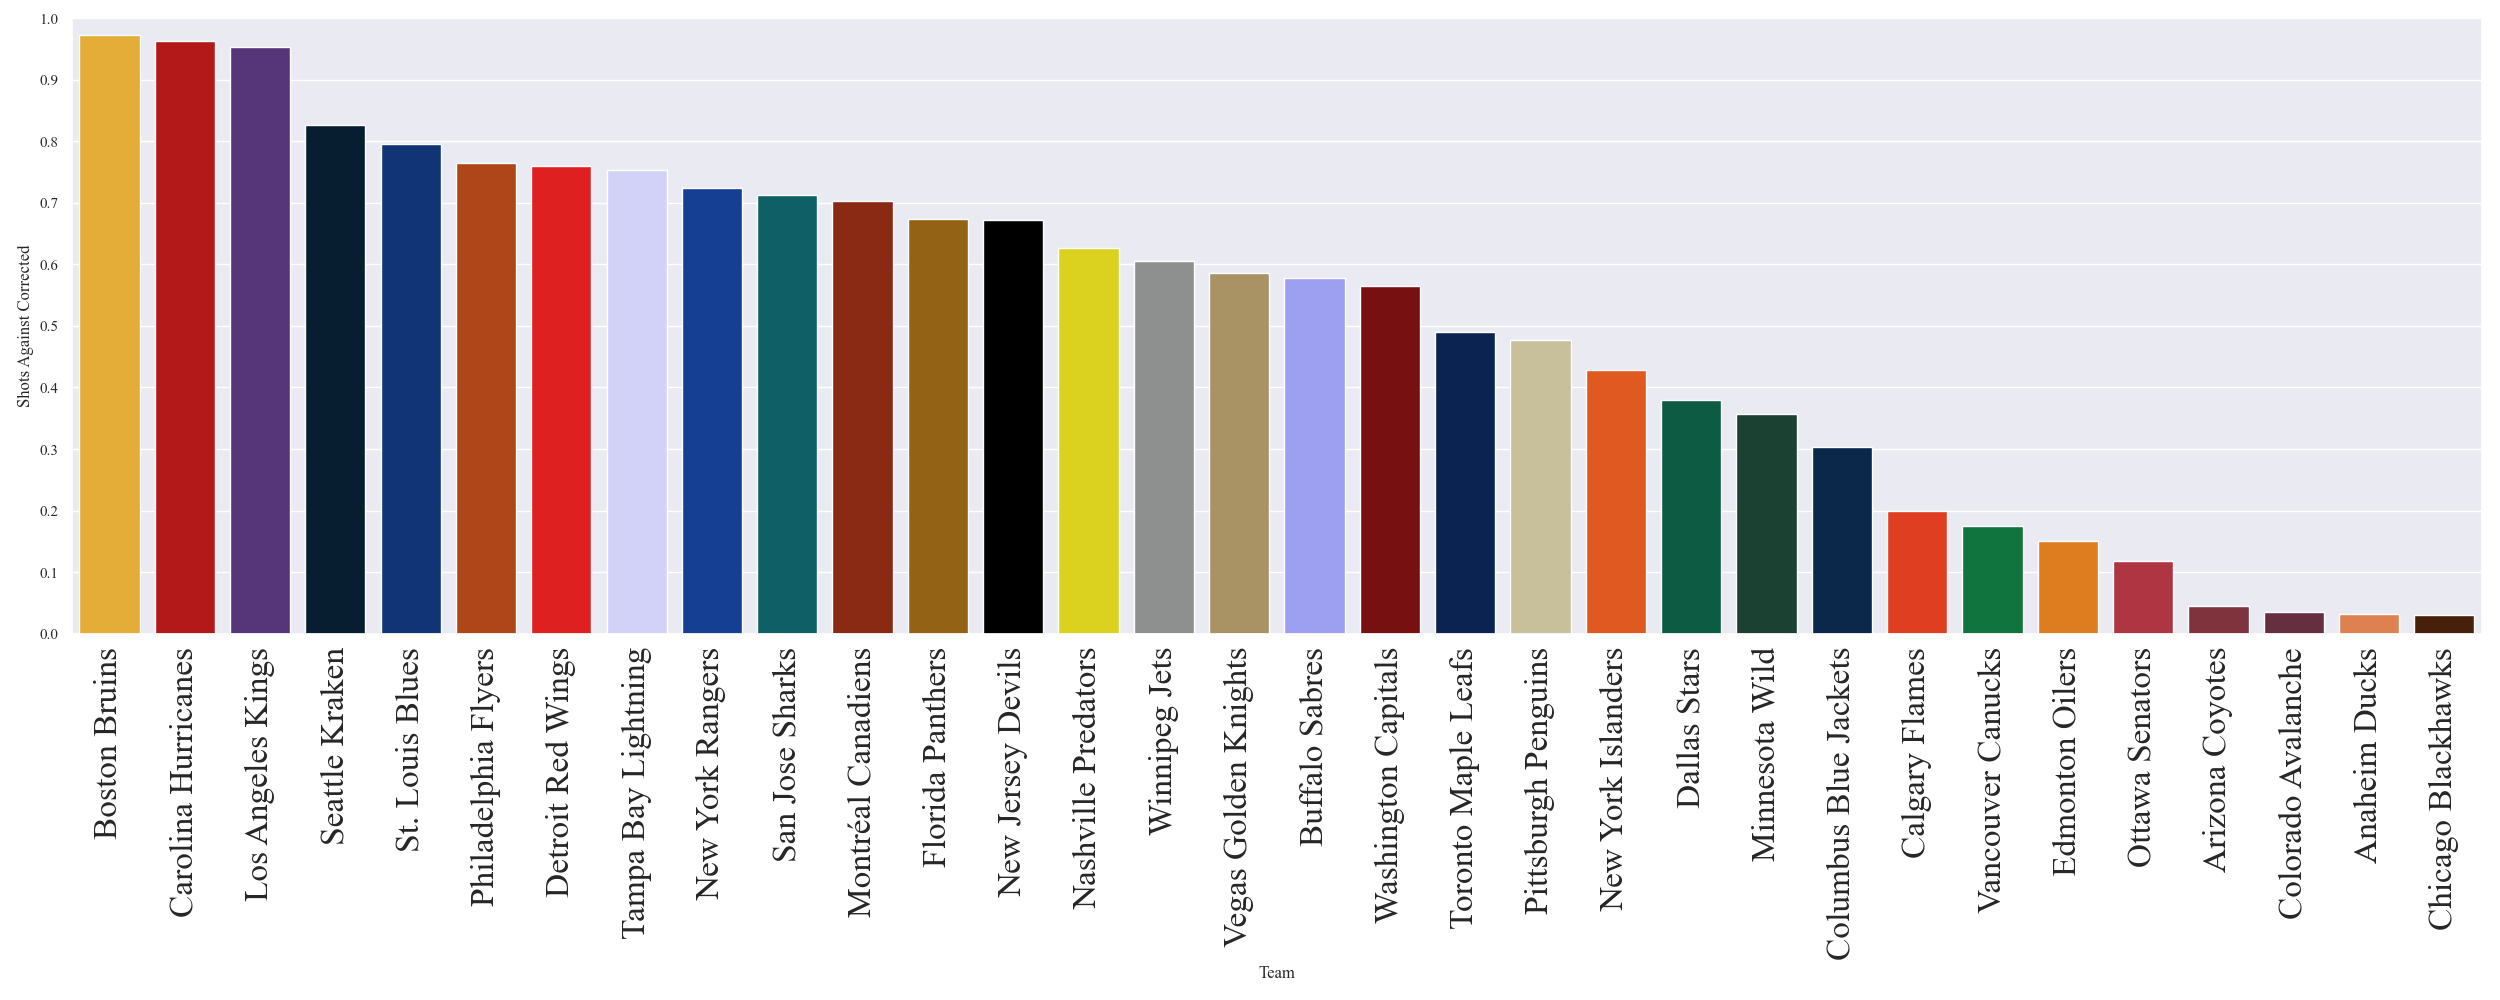 1.0
0.9
0.8
0.7
0.6
0.5
0.4
0.3
0.2
0.1
0.0
Shots Against Corrected
Boston Bruins
Carolina Hurricanes
Los Angeles Kings
Seattle Kraken
St. Louis Blues
Philadelphia Flyers
Detroit Red Wings
Tampa Bay Lightning
New York Rangers
San Jose Sharks
Montréal Canadiens
Florida Panthers
New Jersey Devils
Nashville Predators
Winnipeg Jets
Vegas Golden Knights
Buffalo Sabres
Washington Capitals
Toronto Maple Leafs
Pittsburgh Penguins
New York Islanders
Dallas Stars
Minnesota Wild
Columbus Blue Jackets
Calgary Flames
Vancouver Canucks
Edmonton Oilers
Ottawa Senators
Arizona Coyotes
Colorado Avalanche
Anaheim Ducks
Chicago Blackhawks
Team